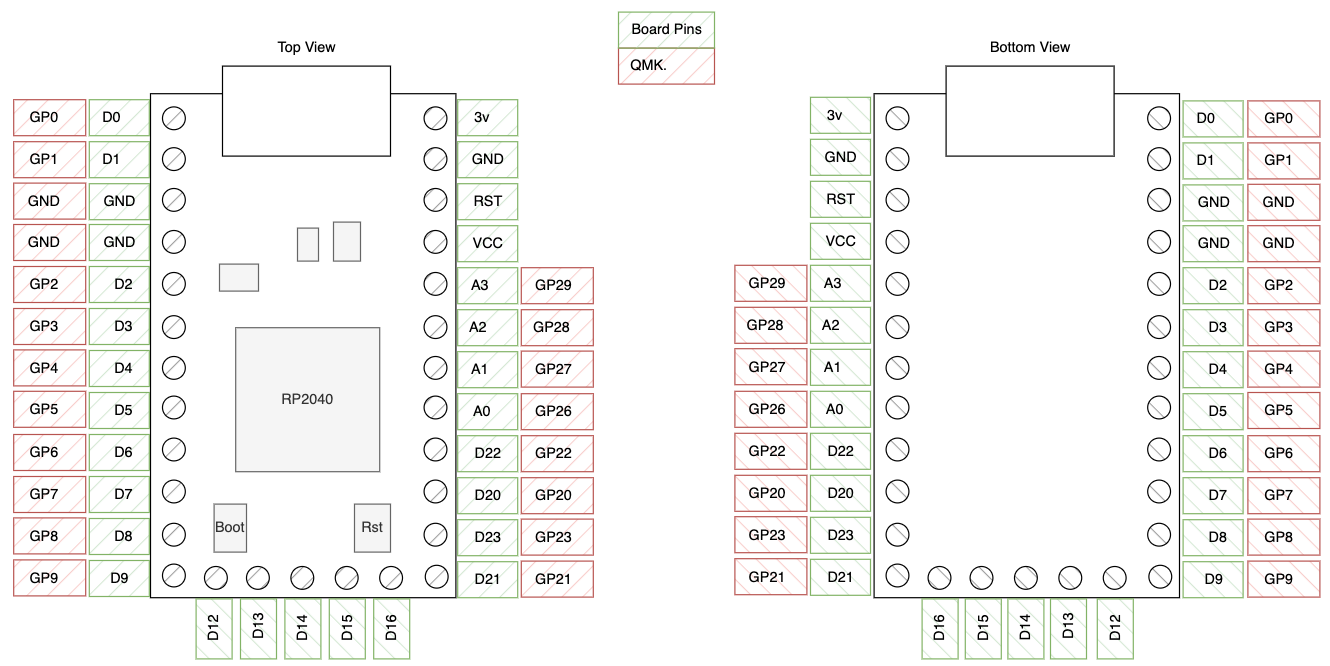 Board Pins
QMK.
Top View
GP0 D0 3v
GP1 D1 GND
GND GND RST
GND GND VCC
GP2 D2 A3 GP29
GP3 D3 A2 GP28
GP4 D4 A1 GP27
GP5 D5 A0 GP26
GP6 D6 D22 GP22
GP7 D7 D20 GP20
GP8 D8 D23 GP23
GP9 D9 D21 GP21
RP2040
Boot Rst
D12 D13 D14 D15 D16
Bottom View
3v D0 GP0
GND D1 GP1
RST GND GND
VCC GND GND
GP29 A3 D2 GP2
GP28 A2 D3 GP3
GP27 A1 D4 GP4
GP26 A0 D5 GP5
GP22 D22 D6 GP6
GP20 D20 D7 GP7
GP23 D23 D8 GP8
GP21 D21 D9 GP9
D16 D15 D14 D13 D12